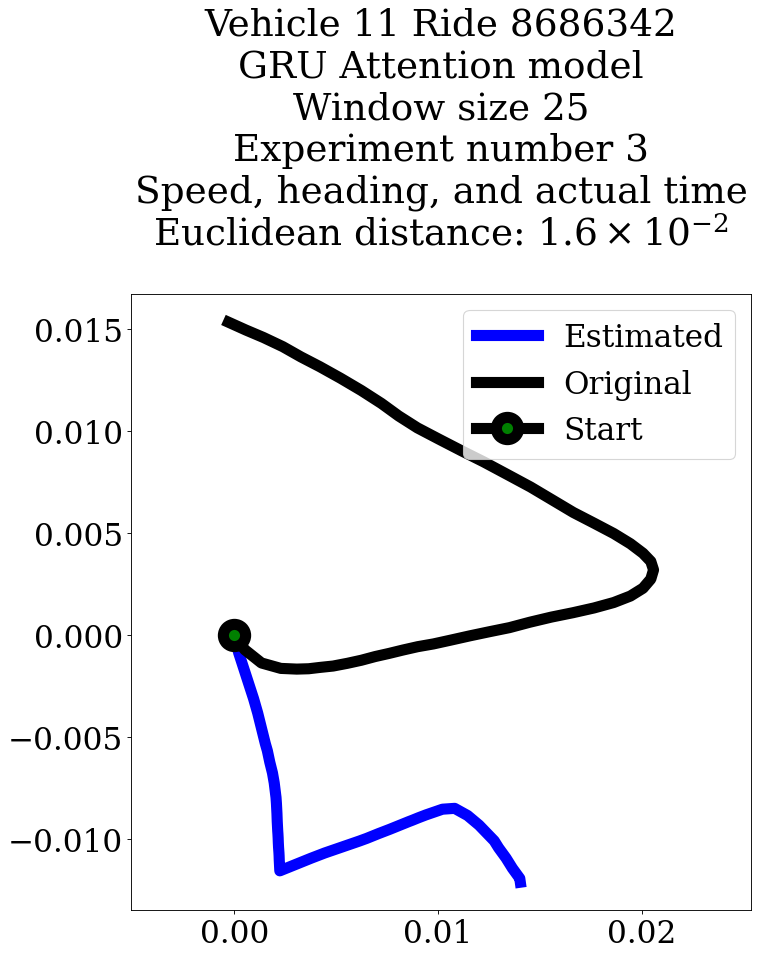 Vehicle 11 Ride 8686342
GRU Attention model
Window size 25
Experiment number 3
Speed, heading, and actual time
Euclidean distance: 1.6 × 10⁻²
Estimated
Original
Start
0.015
0.010
0.005
0.000
−0.005
−0.010
0.00 0.01 0.02